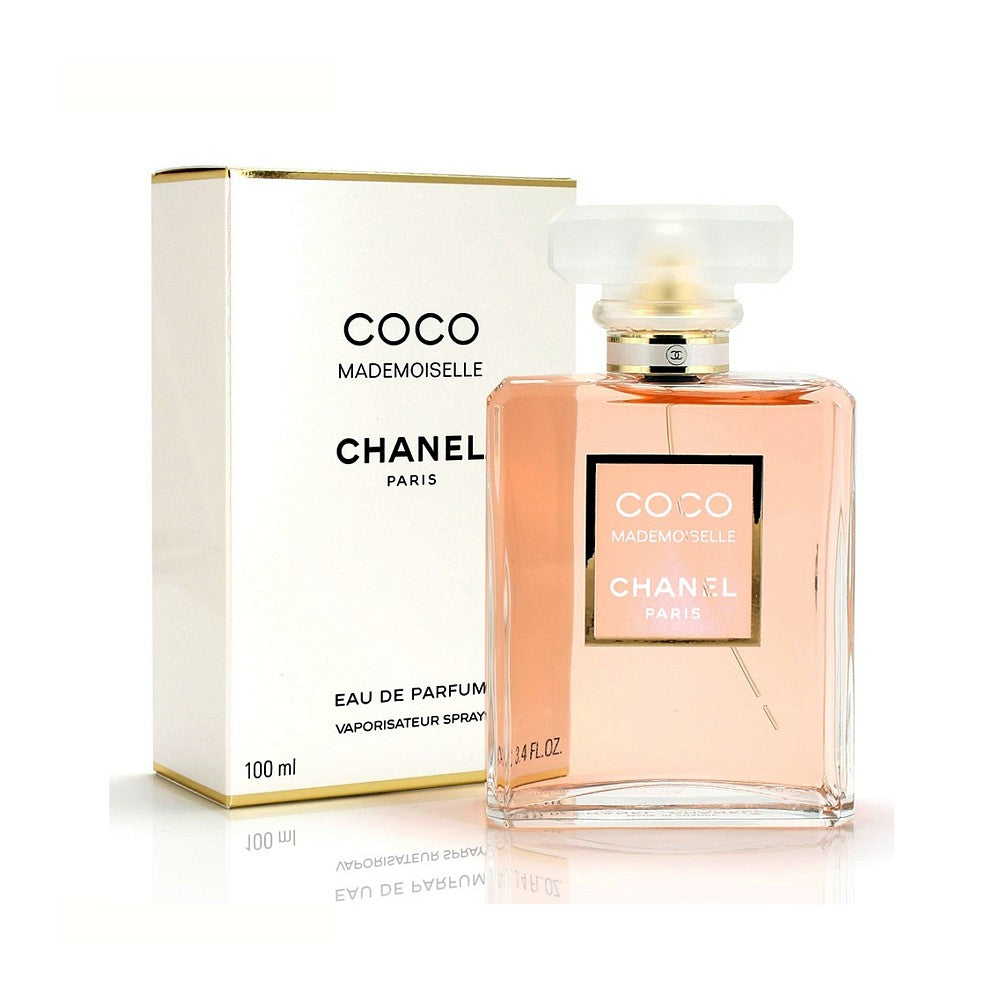 COCO
MADEMOISELLE
CHANEL
PARIS
EAU DE PARFUM
VAPORISATEUR SPRAY
100 ml
COCO
MADEMOISELLE
CHANEL
PARIS
3.4 FL.OZ.